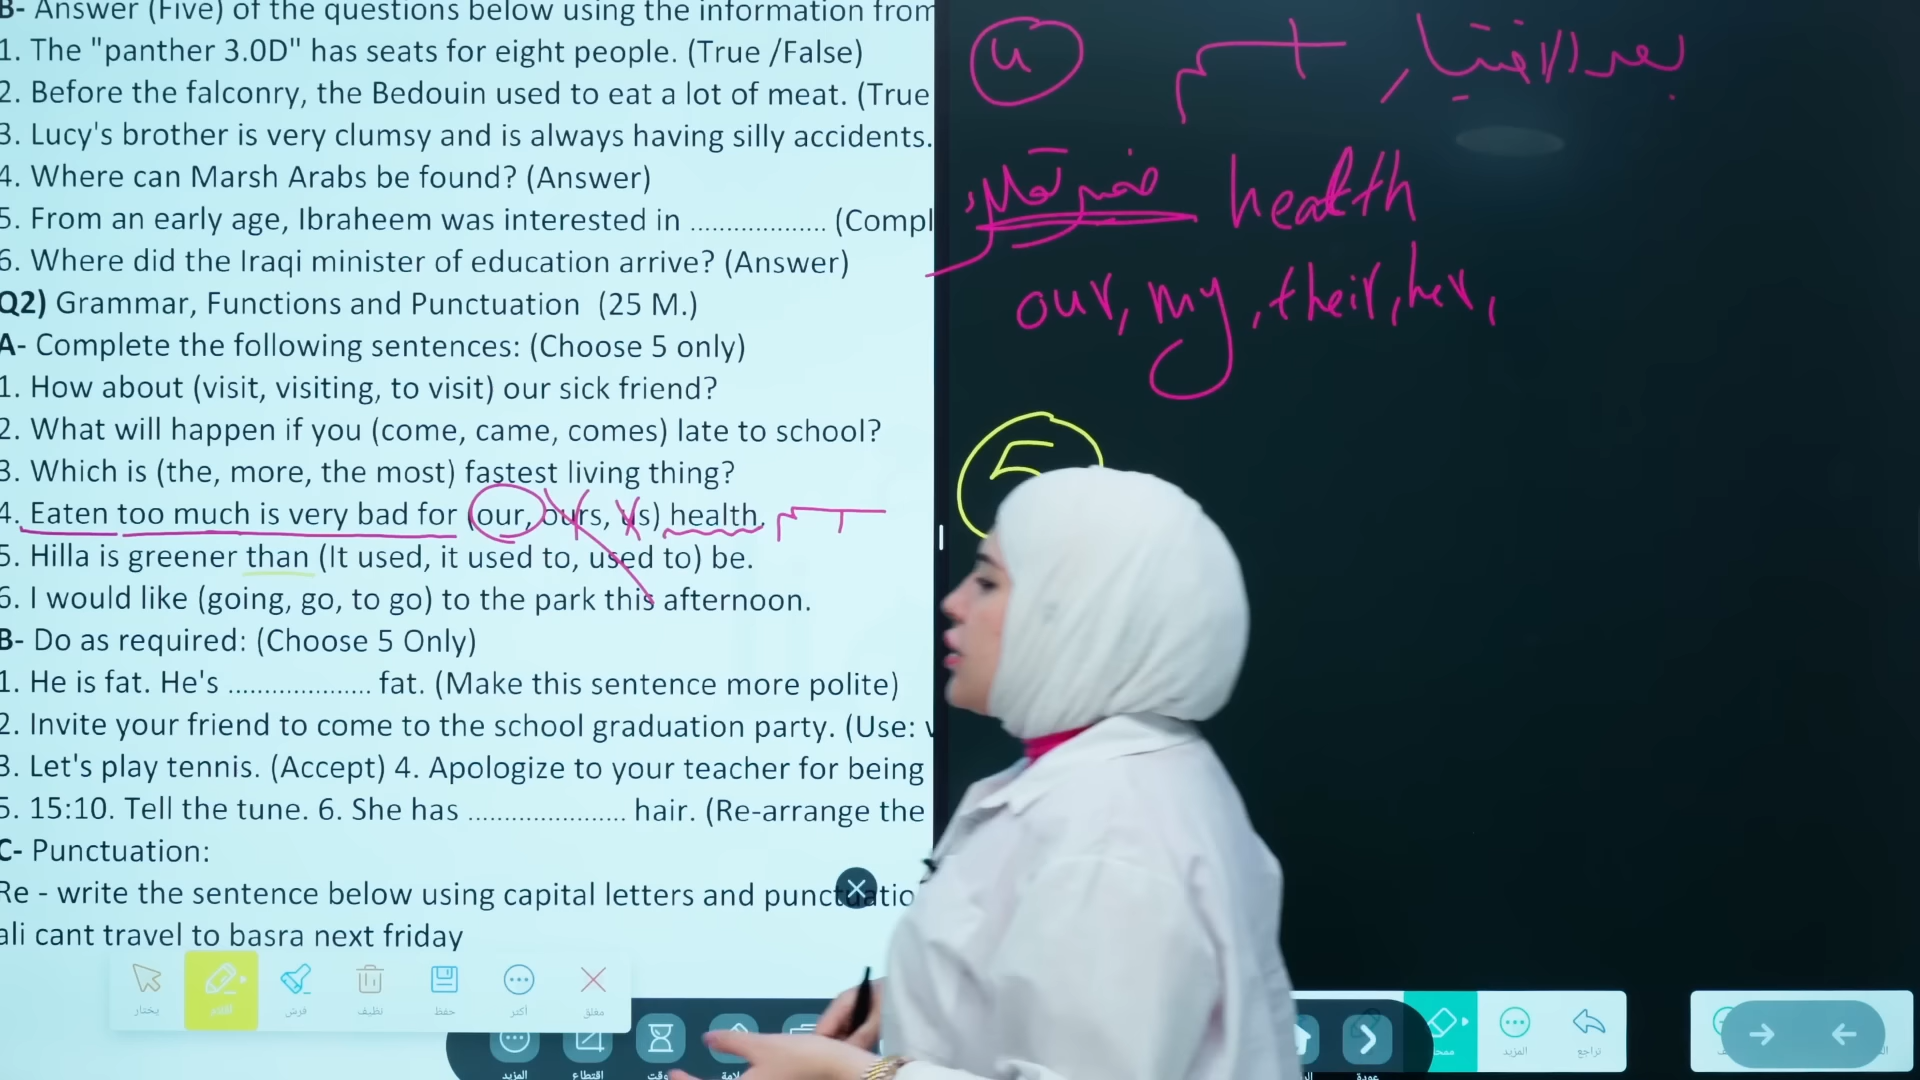 B- Answer (Five) of the questions below using the information from
1. The "panther 3.0D" has seats for eight people. (True /False)
2. Before the falconry, the Bedouin used to eat a lot of meat. (True
3. Lucy's brother is very clumsy and is always having silly accidents.
4. Where can Marsh Arabs be found? (Answer)
5. From an early age, Ibraheem was interested in .................... (Compl
6. Where did the Iraqi minister of education arrive? (Answer)
Q2) Grammar, Functions and Punctuation (25 M.)
A- Complete the following sentences: (Choose 5 only)
1. How about (visit, visiting, to visit) our sick friend?
2. What will happen if you (come, came, comes) late to school?
3. Which is (the, more, the most) fastest living thing?
4. Eaten too much is very bad for (our, ours, us) health.
5. Hilla is greener than (It used, it used to, used to) be.
6. I would like (going, go, to go) to the park this afternoon.
B- Do as required: (Choose 5 Only)
1. He is fat. He's .................... fat. (Make this sentence more polite)
2. Invite your friend to come to the school graduation party. (Use:
3. Let's play tennis. (Accept) 4. Apologize to your teacher for being
5. 15:10. Tell the tune. 6. She has ...................... hair. (Re-arrange the
C- Punctuation:
Re - write the sentence below using capital letters and punctuatio
ali cant travel to basra next friday
يختار
فرش
تنظيف
حفظ
أكثر
مغلق
المزيد
اقتطاع
عودة
المزيد
تراجع
4
health
our, my, their, her,
5